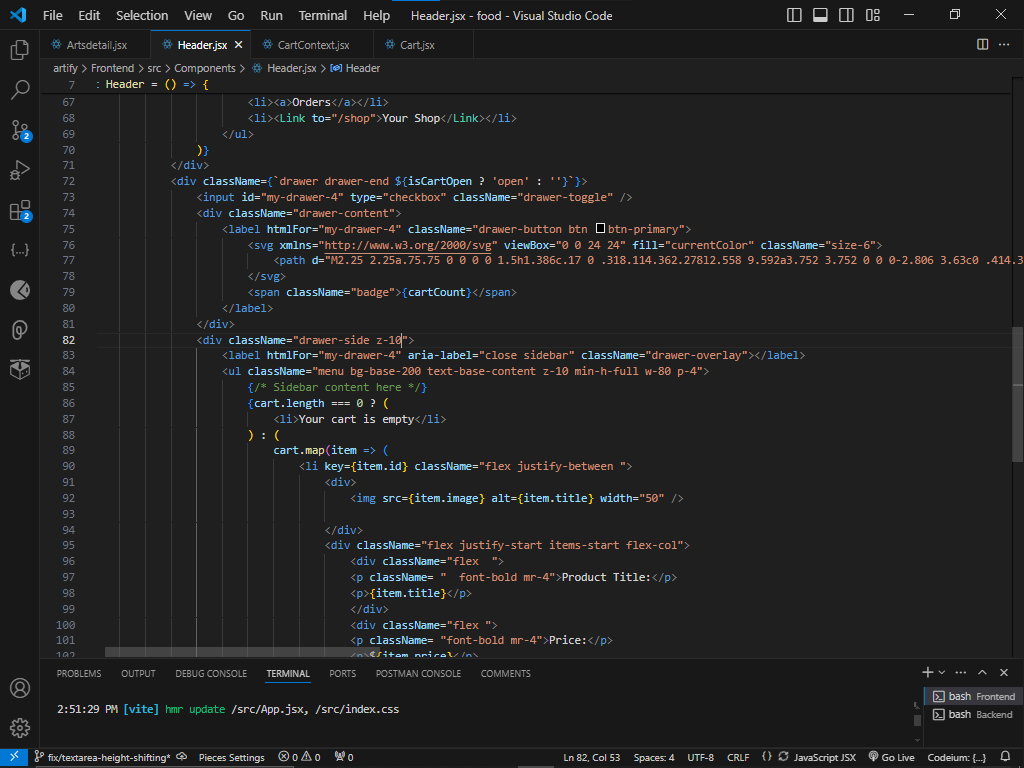 File Edit Selection View Go Run Terminal Help Header.jsx - food - Visual Studio Code
Artsdetail.jsx Header.jsx CartContext.jsx Cart.jsx
artify > Frontend > src > Components > Header.jsx > Header
7 : Header = () => {
67 <li><a>Orders</a></li>
68 <li><Link to="/shop">Your Shop</Link></li>
69 </ul>
70 )}
71 </div>
72 <div className={`drawer drawer-end ${isCartOpen ? 'open' : ''}`}>
73 <input id="my-drawer-4" type="checkbox" className="drawer-toggle" />
74 <div className="drawer-content">
75 <label htmlFor="my-drawer-4" className="drawer-button btn btn-primary">
76 <svg xmlns="http://www.w3.org/2000/svg" viewBox="0 0 24 24" fill="currentColor" className="size-6">
77 <path d="M2.25 2.25a.75.75 0 0 0 0 1.5h1.386c.17 0 .318.114.362.27812.558 9.592a3.752 3.752 0 0 0-2.806 3.63c0 .414.3
78 </svg>
79 <span className="badge">{cartCount}</span>
80 </label>
81 </div>
82 <div className="drawer-side z-10">
83 <label htmlFor="my-drawer-4" aria-label="close sidebar" className="drawer-overlay"></label>
84 <ul className="menu bg-base-200 text-base-content z-10 min-h-full w-80 p-4">
85 {/* Sidebar content here */}
86 {cart.length === 0 ? (
87 <li>Your cart is empty</li>
88 ) : (
89 cart.map(item => (
90 <li key={item.id} className="flex justify-between ">
91 <div>
92 <img src={item.image} alt={item.title} width="50" />
93
94 </div>
95 <div className="flex justify-start items-start flex-col">
96 <div className="flex  ">
97 <p className= "  font-bold mr-4">Product Title:</p>
98 <p>{item.title}</p>
99 </div>
100 <div className="flex ">
101 <p className= "font-bold mr-4">Price:</p>
102 <p>${item.price}</p>
PROBLEMS OUTPUT DEBUG CONSOLE TERMINAL PORTS POSTMAN CONSOLE COMMENTS
2:51:29 PM [vite] hmr update /src/App.jsx, /src/index.css
bash Frontend
bash Backend
2
2
fix/textarea-height-shifting* Pieces Settings 0 0 0 Ln 82, Col 53 Spaces: 4 UTF-8 CRLF {} JavaScript JSX Go Live Codeium: {...}